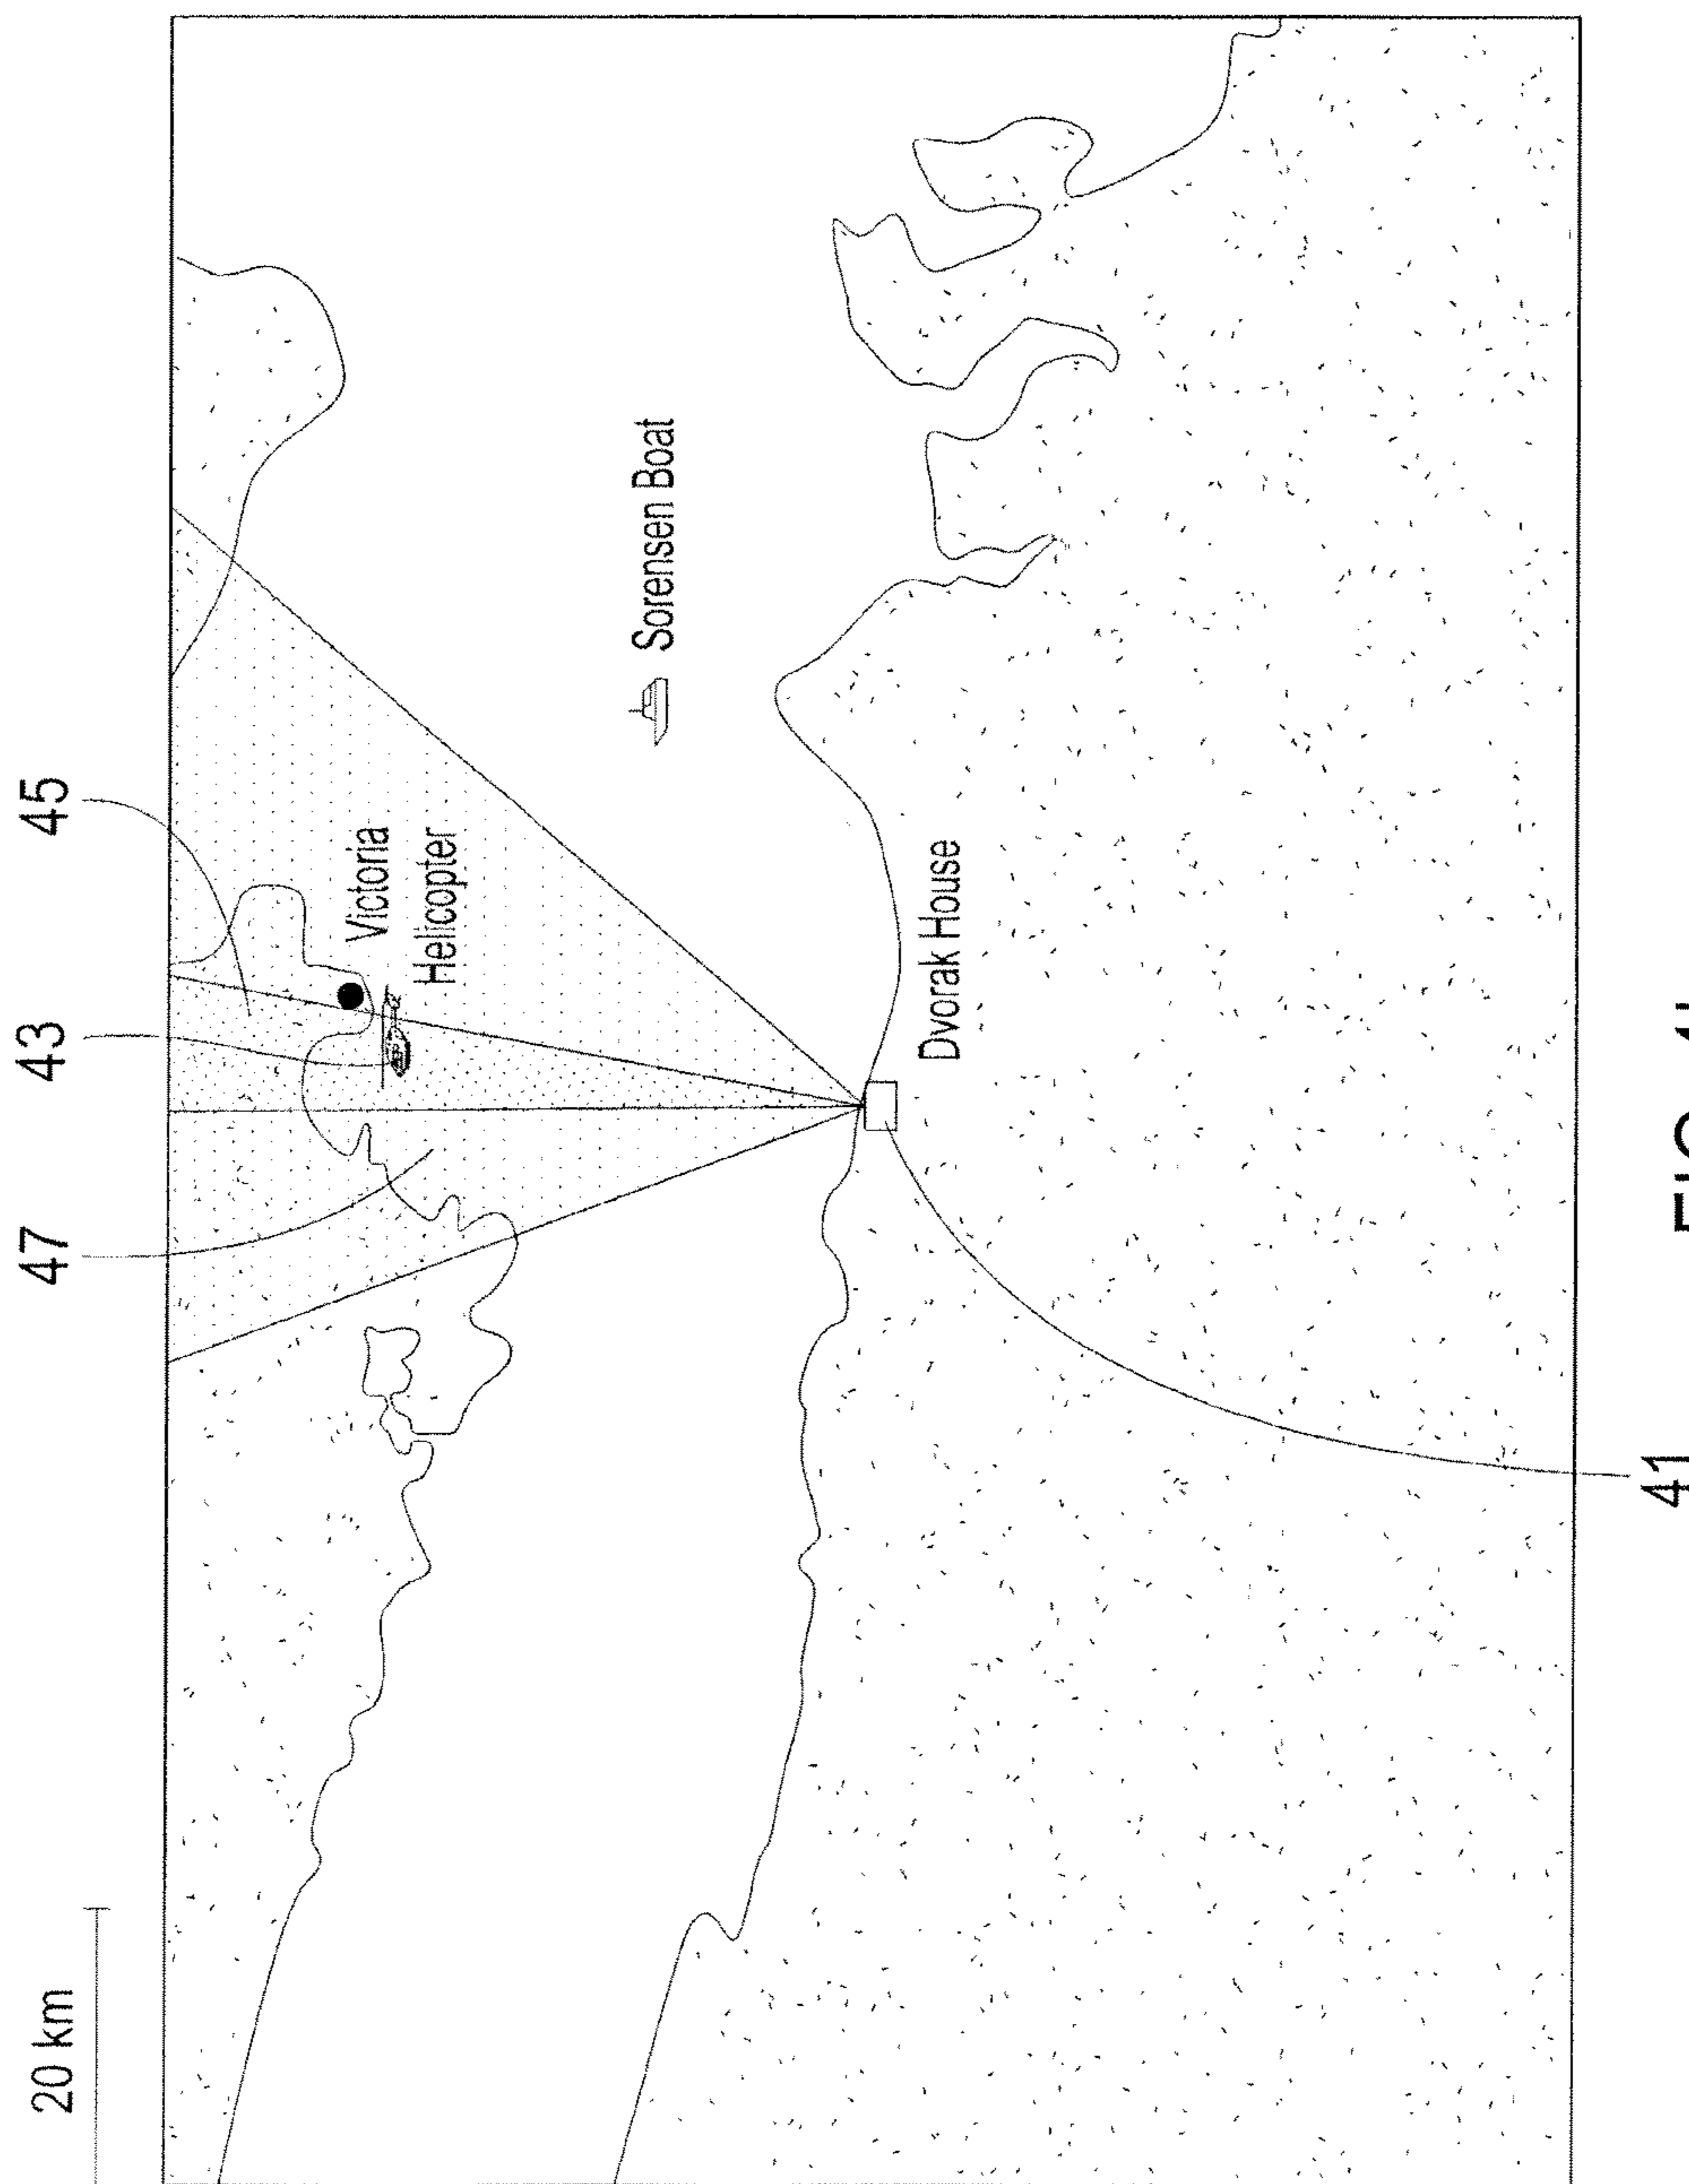 20 km
47
43
45
Victoria
Helicopter
Sorensen Boat
Dvorak House
41